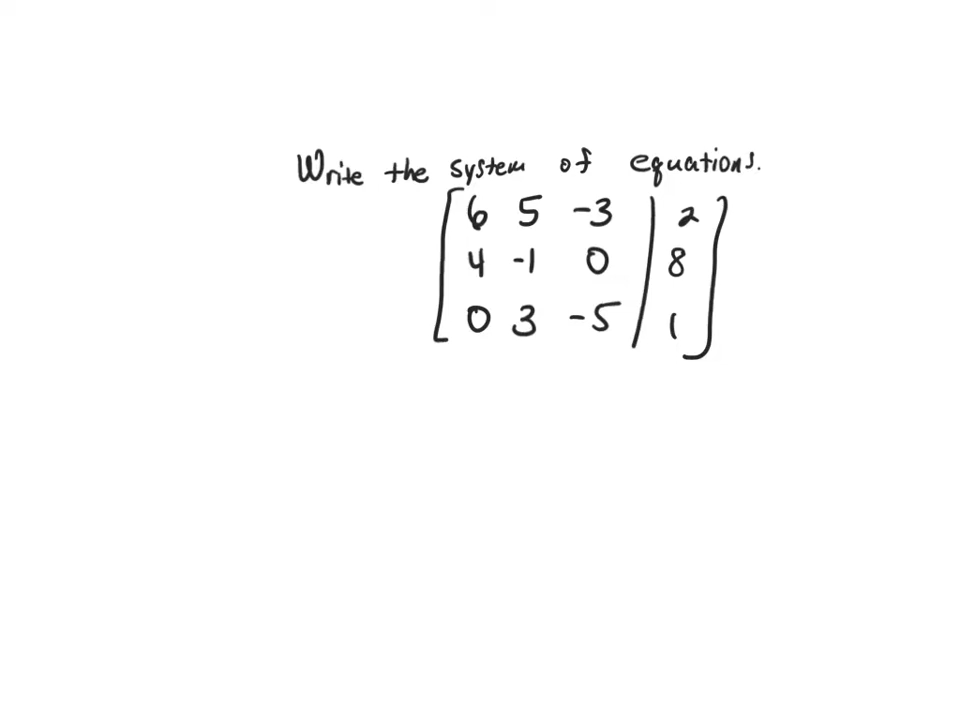 Write the system of equations.
6 5 -3 | 2
4 -1 0 | 8
0 3 -5 | 1